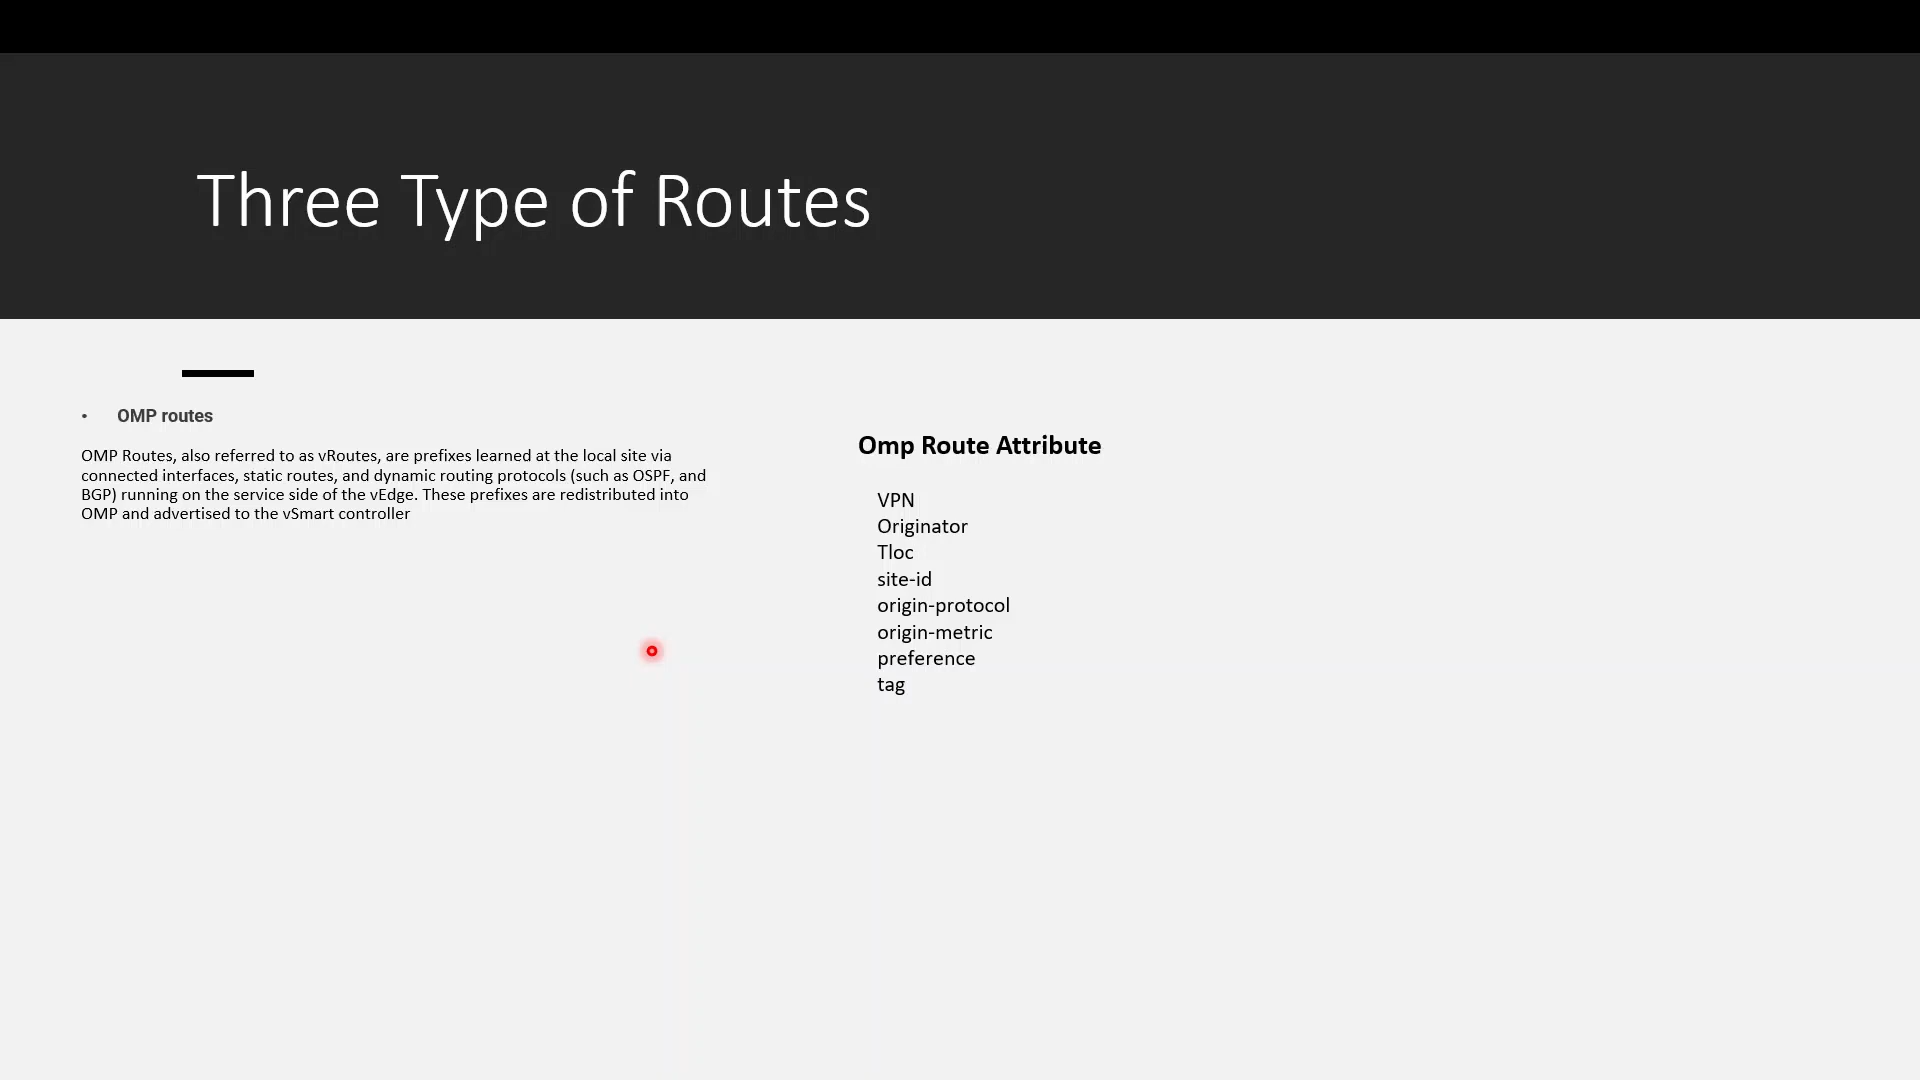 Three Type of Routes
• OMP routes
OMP Routes, also referred to as vRoutes, are prefixes learned at the local site via
connected interfaces, static routes, and dynamic routing protocols (such as OSPF, and
BGP) running on the service side of the vEdge. These prefixes are redistributed into
OMP and advertised to the vSmart controller
Omp Route Attribute
VPN
Originator
Tloc
site-id
origin-protocol
origin-metric
preference
tag